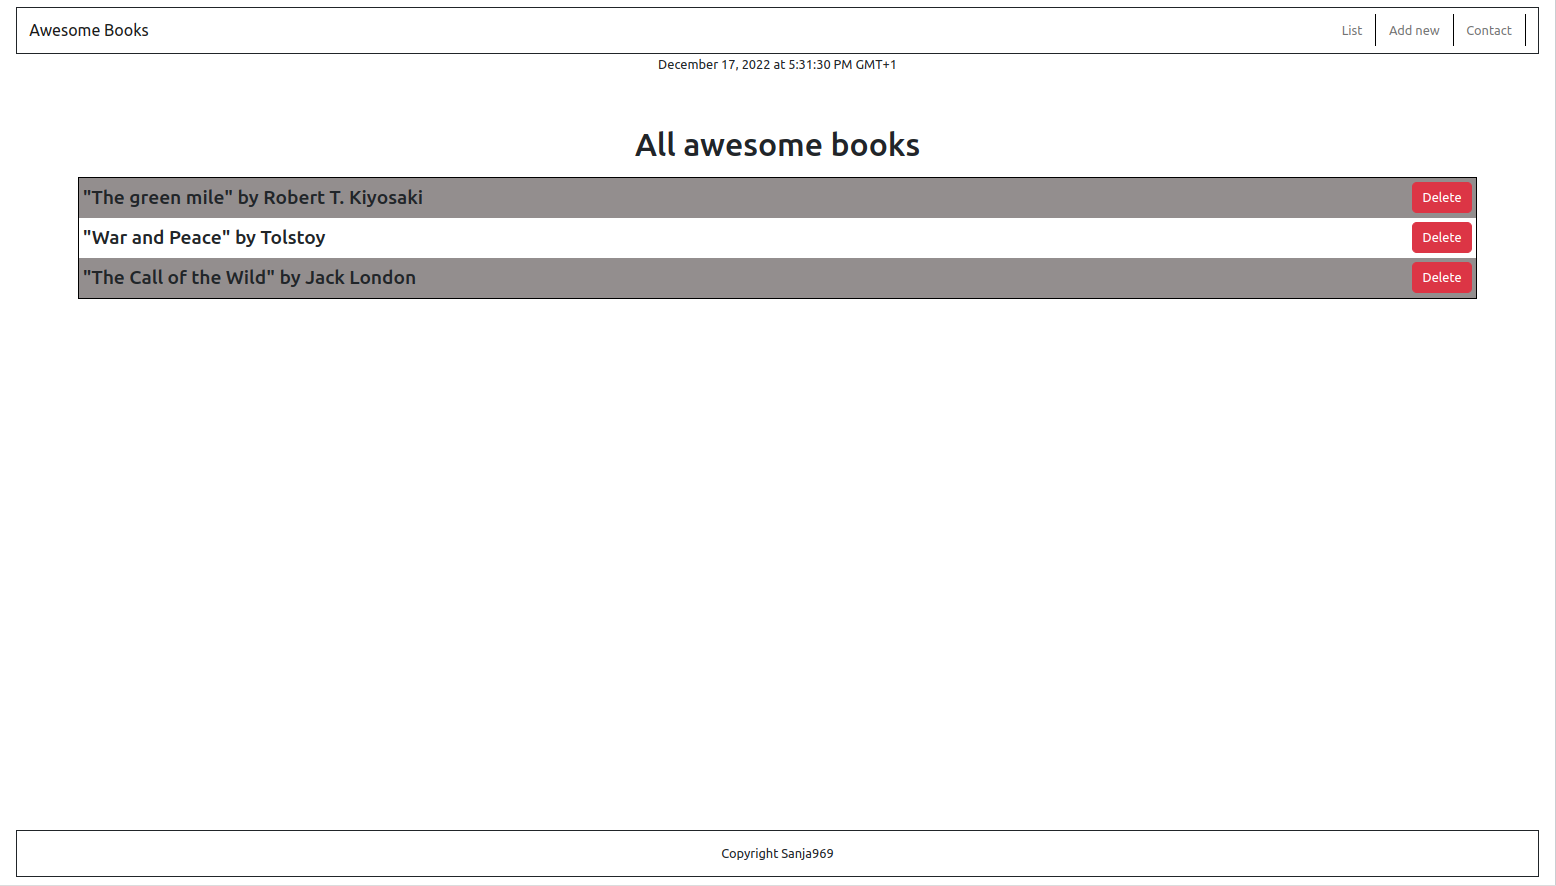 Awesome Books
List Add new Contact
December 17, 2022 at 5:31:30 PM GMT+1
All awesome books
"The green mile" by Robert T. Kiyosaki Delete
"War and Peace" by Tolstoy Delete
"The Call of the Wild" by Jack London Delete
Copyright Sanja969